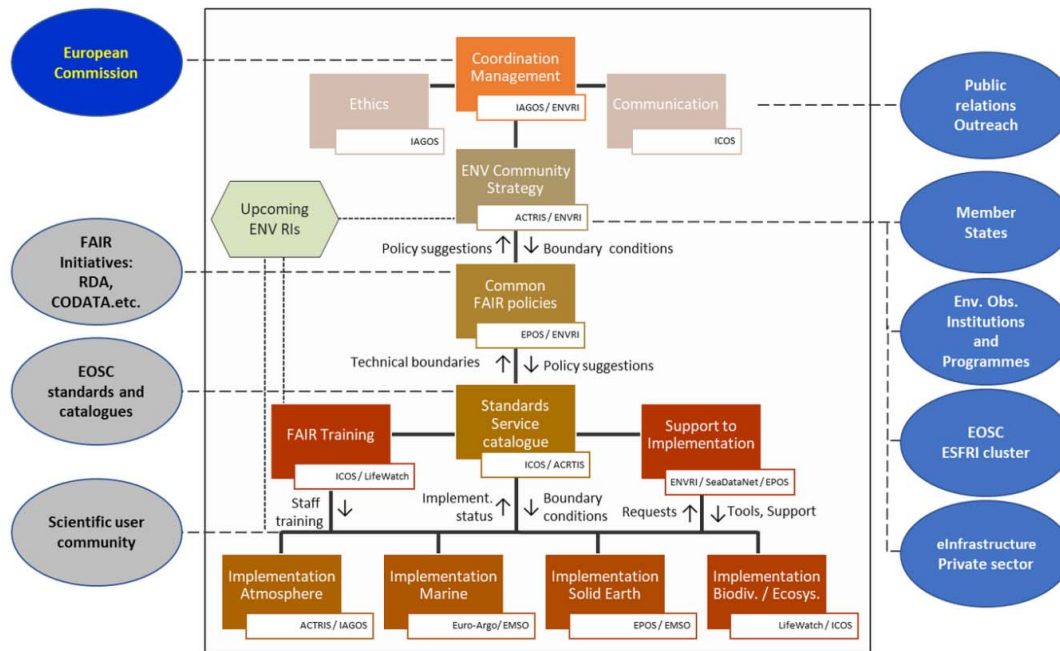 European
Commission
Coordination
Management
IAGOS / ENVRI
Ethics
IAGOS
Communication
ICOS
Public
relations
Outreach
ENV Community
Strategy
ACTRIS / ENVRI
Upcoming
ENV RIs
Member
States
Policy suggestions ↑ ↓ Boundary conditions
FAIR
Initiatives:
RDA,
CODATA.etc.
Common
FAIR policies
EPOS / ENVRI
Env. Obs.
Institutions
and
Programmes
Technical boundaries ↑ ↓ Policy suggestions
EOSC
standards and
catalogues
FAIR Training
ICOS / LifeWatch
Standards
Service
catalogue
ICOS / ACRTIS
Support to
Implementation
ENVRI / SeaDataNet / EPOS
EOSC
ESFRI cluster
Staff
training ↓
Implement.
status ↑
↓ Boundary
conditions
Requests ↑ ↓ Tools, Support
Scientific user
community
eInfrastructure
Private sector
Implementation
Atmosphere
ACTRIS / IAGOS
Implementation
Marine
Euro-Argo/ EMSO
Implementation
Solid Earth
EPOS / EMSO
Implementation
Biodiv. / Ecosys.
LifeWatch / ICOS